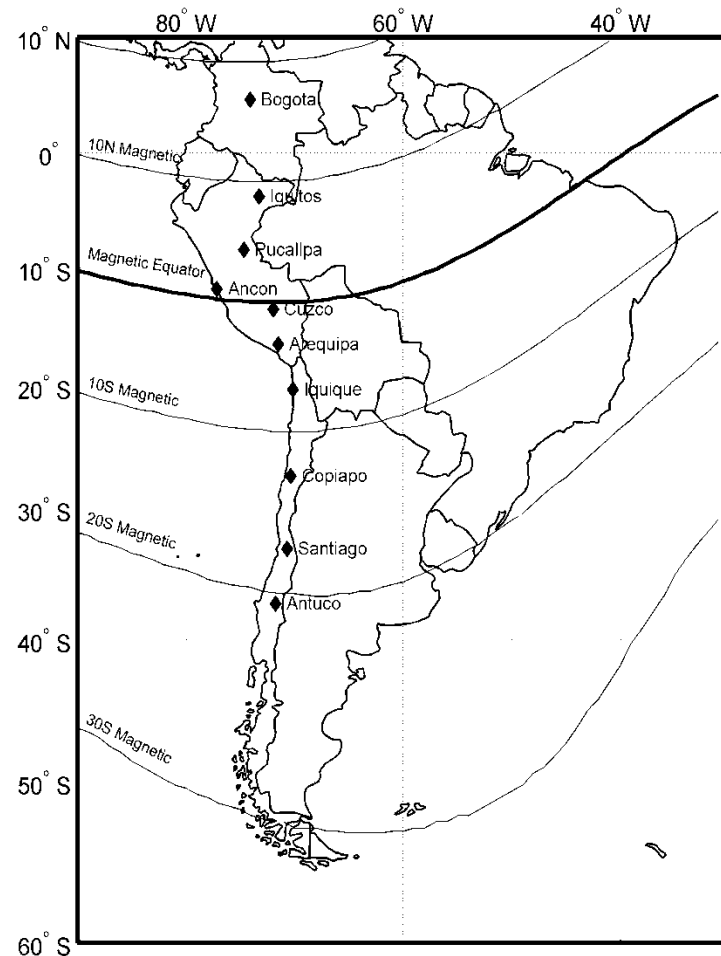 80° W 60° W 40° W
10° N
Bogota
10N Magnetic
0°
Iquitos
Pucallpa
Magnetic Equator
10° S
Ancon
Cuzco
Arequipa
10S Magnetic
20° S
Iquique
Copiapo
30° S
20S Magnetic
Santiago
Antuco
40° S
30S Magnetic
50° S
60° S